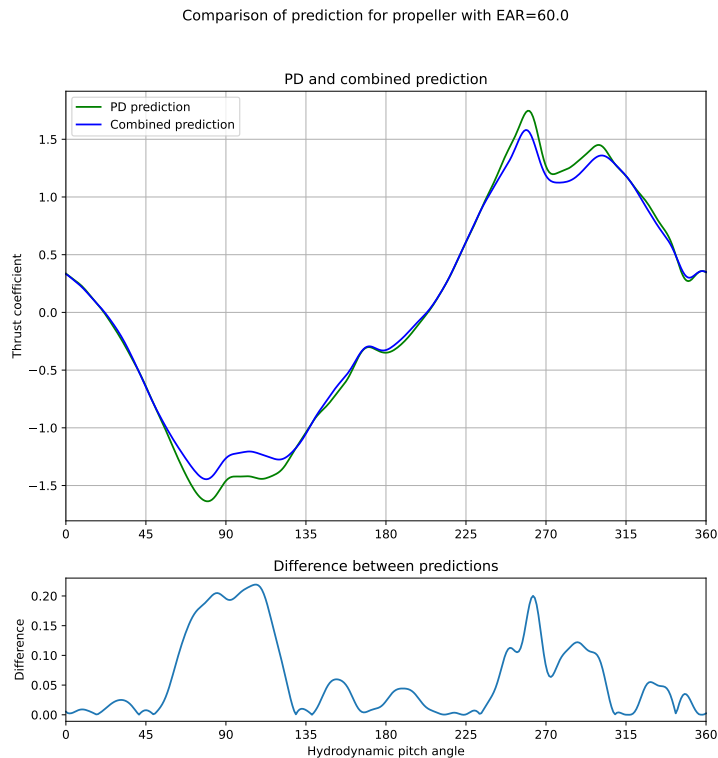 Comparison of prediction for propeller with EAR=60.0
PD and combined prediction
PD prediction
Combined prediction
1.5
1.0
0.5
0.0
−0.5
−1.0
−1.5
Thrust coefficient
0 45 90 135 180 225 270 315 360
Difference between predictions
0.20
0.15
0.10
0.05
0.00
Difference
0 45 90 135 180 225 270 315 360
Hydrodynamic pitch angle